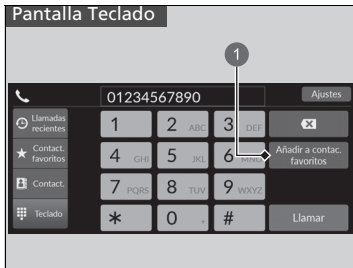 Pantalla Teclado
1
01234567890
Ajustes
Llamadas
recientes
1
2 ABC
3 DEF
Contact.
favoritos
4 GHI
5 JKL
6 MNO
Añadir a contac.
favoritos
Contact.
7 PQRS
8 TUV
9 WXYZ
Teclado
*
0 +
#
Llamar